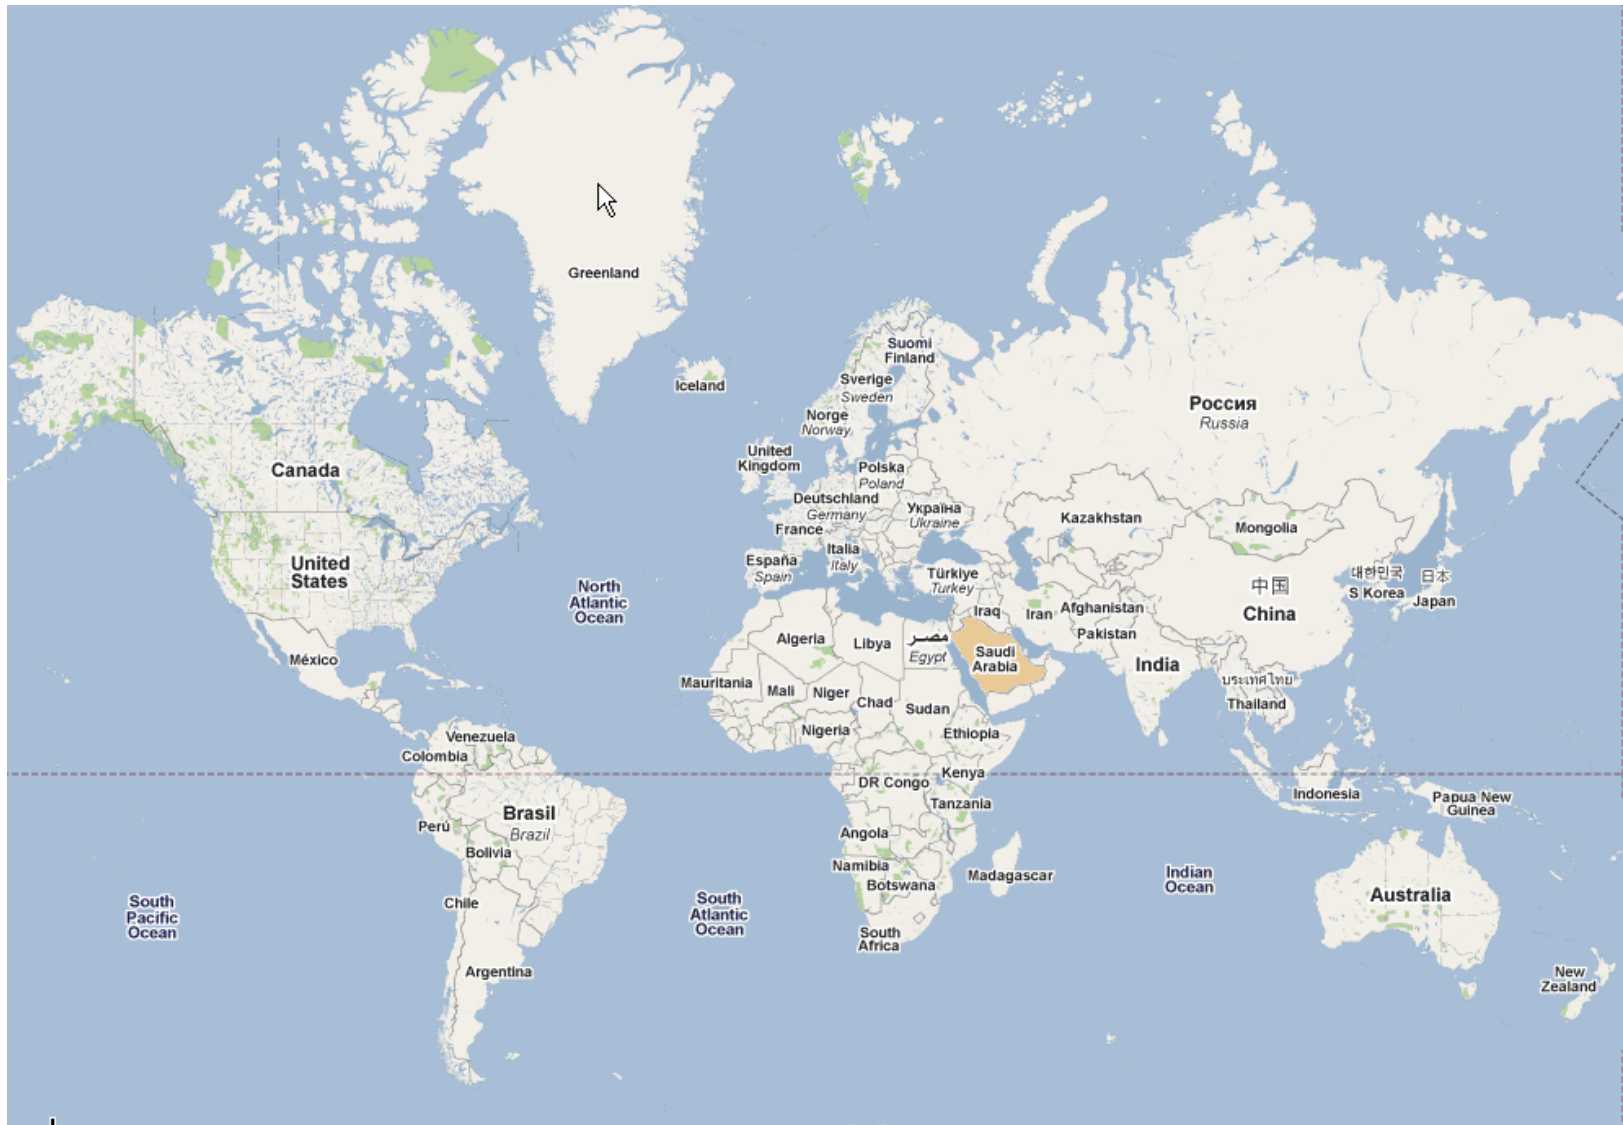 Greenland
Iceland
Suomi
Finland
Sverige
Sweden
Norge
Norway
Россия
Russia
Canada
United
Kingdom
Polska
Poland
Deutschland
Germany
Україна
Ukraine
France
Kazakhstan
Mongolia
United
States
España
Spain
Italia
Italy
Türkiye
Turkey
中国
China
대한민국
S Korea
日本
Japan
North
Atlantic
Ocean
Iraq
Iran
Afghanistan
Pakistan
India
México
Algeria
Libya
مصر
Egypt
Saudi
Arabia
Mauritania
Mali
Niger
Chad
Sudan
ประเทศไทย
Thailand
Nigeria
Ethiopia
Venezuela
Colombia
DR Congo
Kenya
Tanzania
Indonesia
Papua New
Guinea
Brasil
Brazil
Perú
Bolivia
Angola
Namibia
Botswana
Madagascar
Indian
Ocean
Australia
Chile
South
Pacific
Ocean
South
Atlantic
Ocean
South
Africa
Argentina
New
Zealand